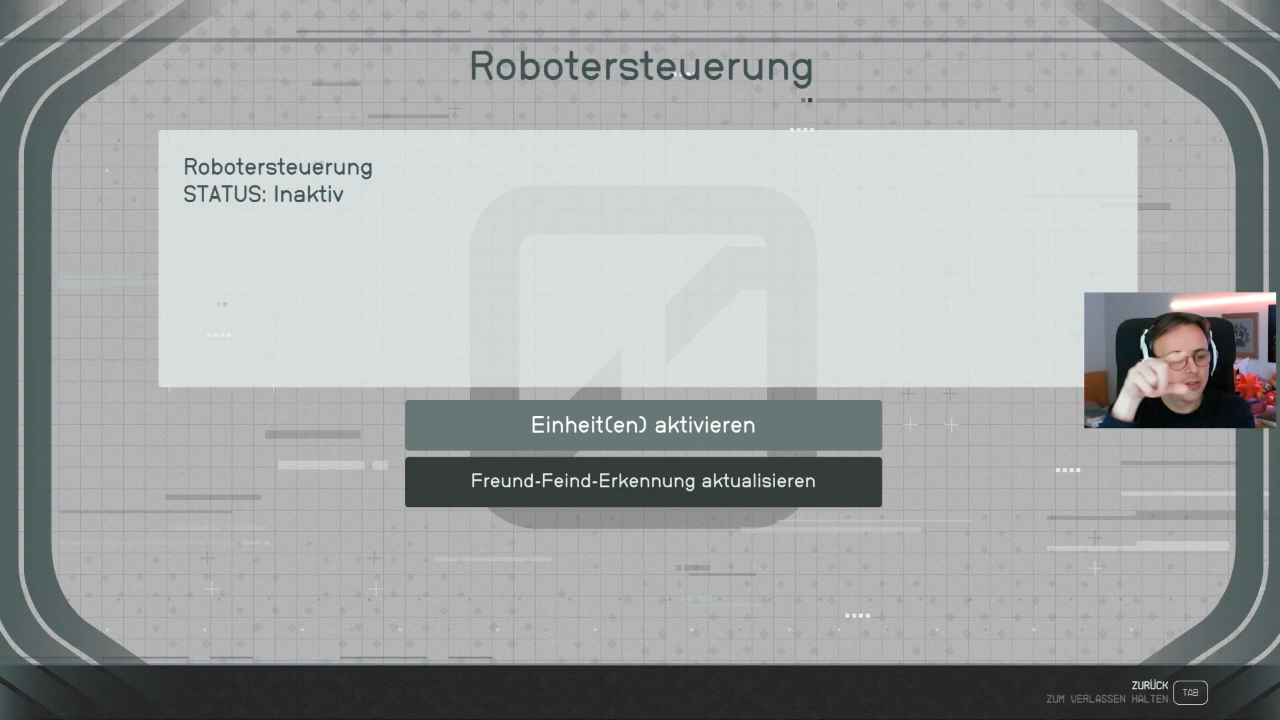 Robotersteuerung
Robotersteuerung
STATUS: Inaktiv
Einheit(en) aktivieren
Freund-Feind-Erkennung aktualisieren
ZURÜCK
ZUM VERLASSEN HALTEN
TAB